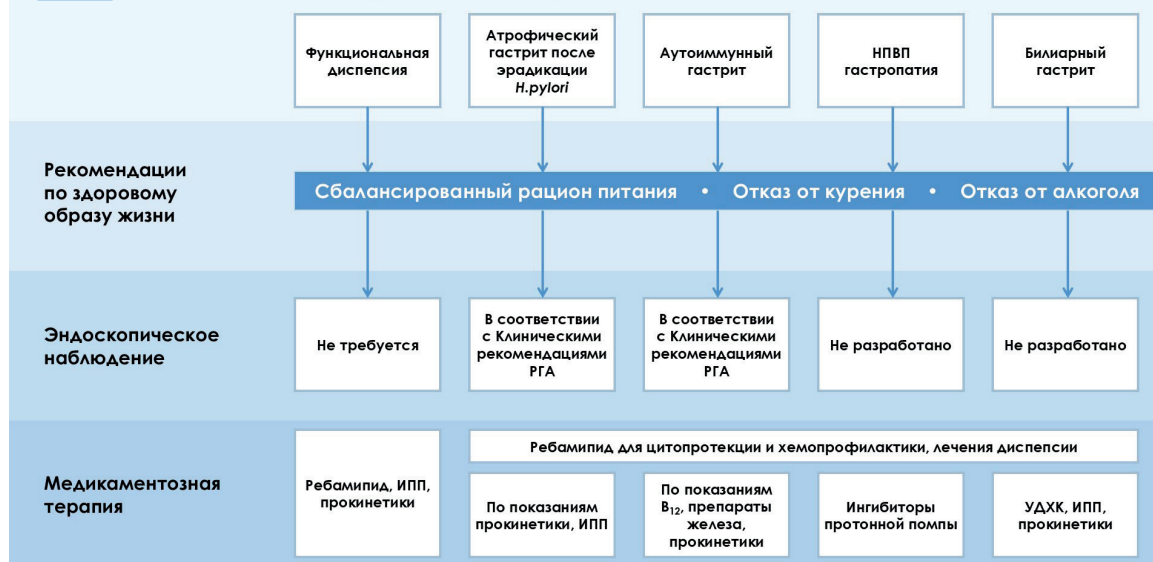 Функциональная
диспепсия
Атрофический
гастрит после
эрадикации
H.pylori
Аутоиммунный
гастрит
НПВП
гастропатия
Билиарный
гастрит
Рекомендации
по здоровому
образу жизни
Сбалансированный рацион питания • Отказ от курения • Отказ от алкоголя
Эндоскопическое
наблюдение
Не требуется
В соответствии
с Клиническими
рекомендациями
РГА
В соответствии
с Клиническими
рекомендациями
РГА
Не разработано
Не разработано
Медикаментозная
терапия
Ребамипид, ИПП,
прокинетики
Ребамипид для цитопротекции и хемопрофилактики, лечения диспепсии
По показаниям
прокинетики, ИПП
По показаниям
B₁₂, препараты
железа,
прокинетики
Ингибиторы
протонной помпы
УДХК, ИПП,
прокинетики